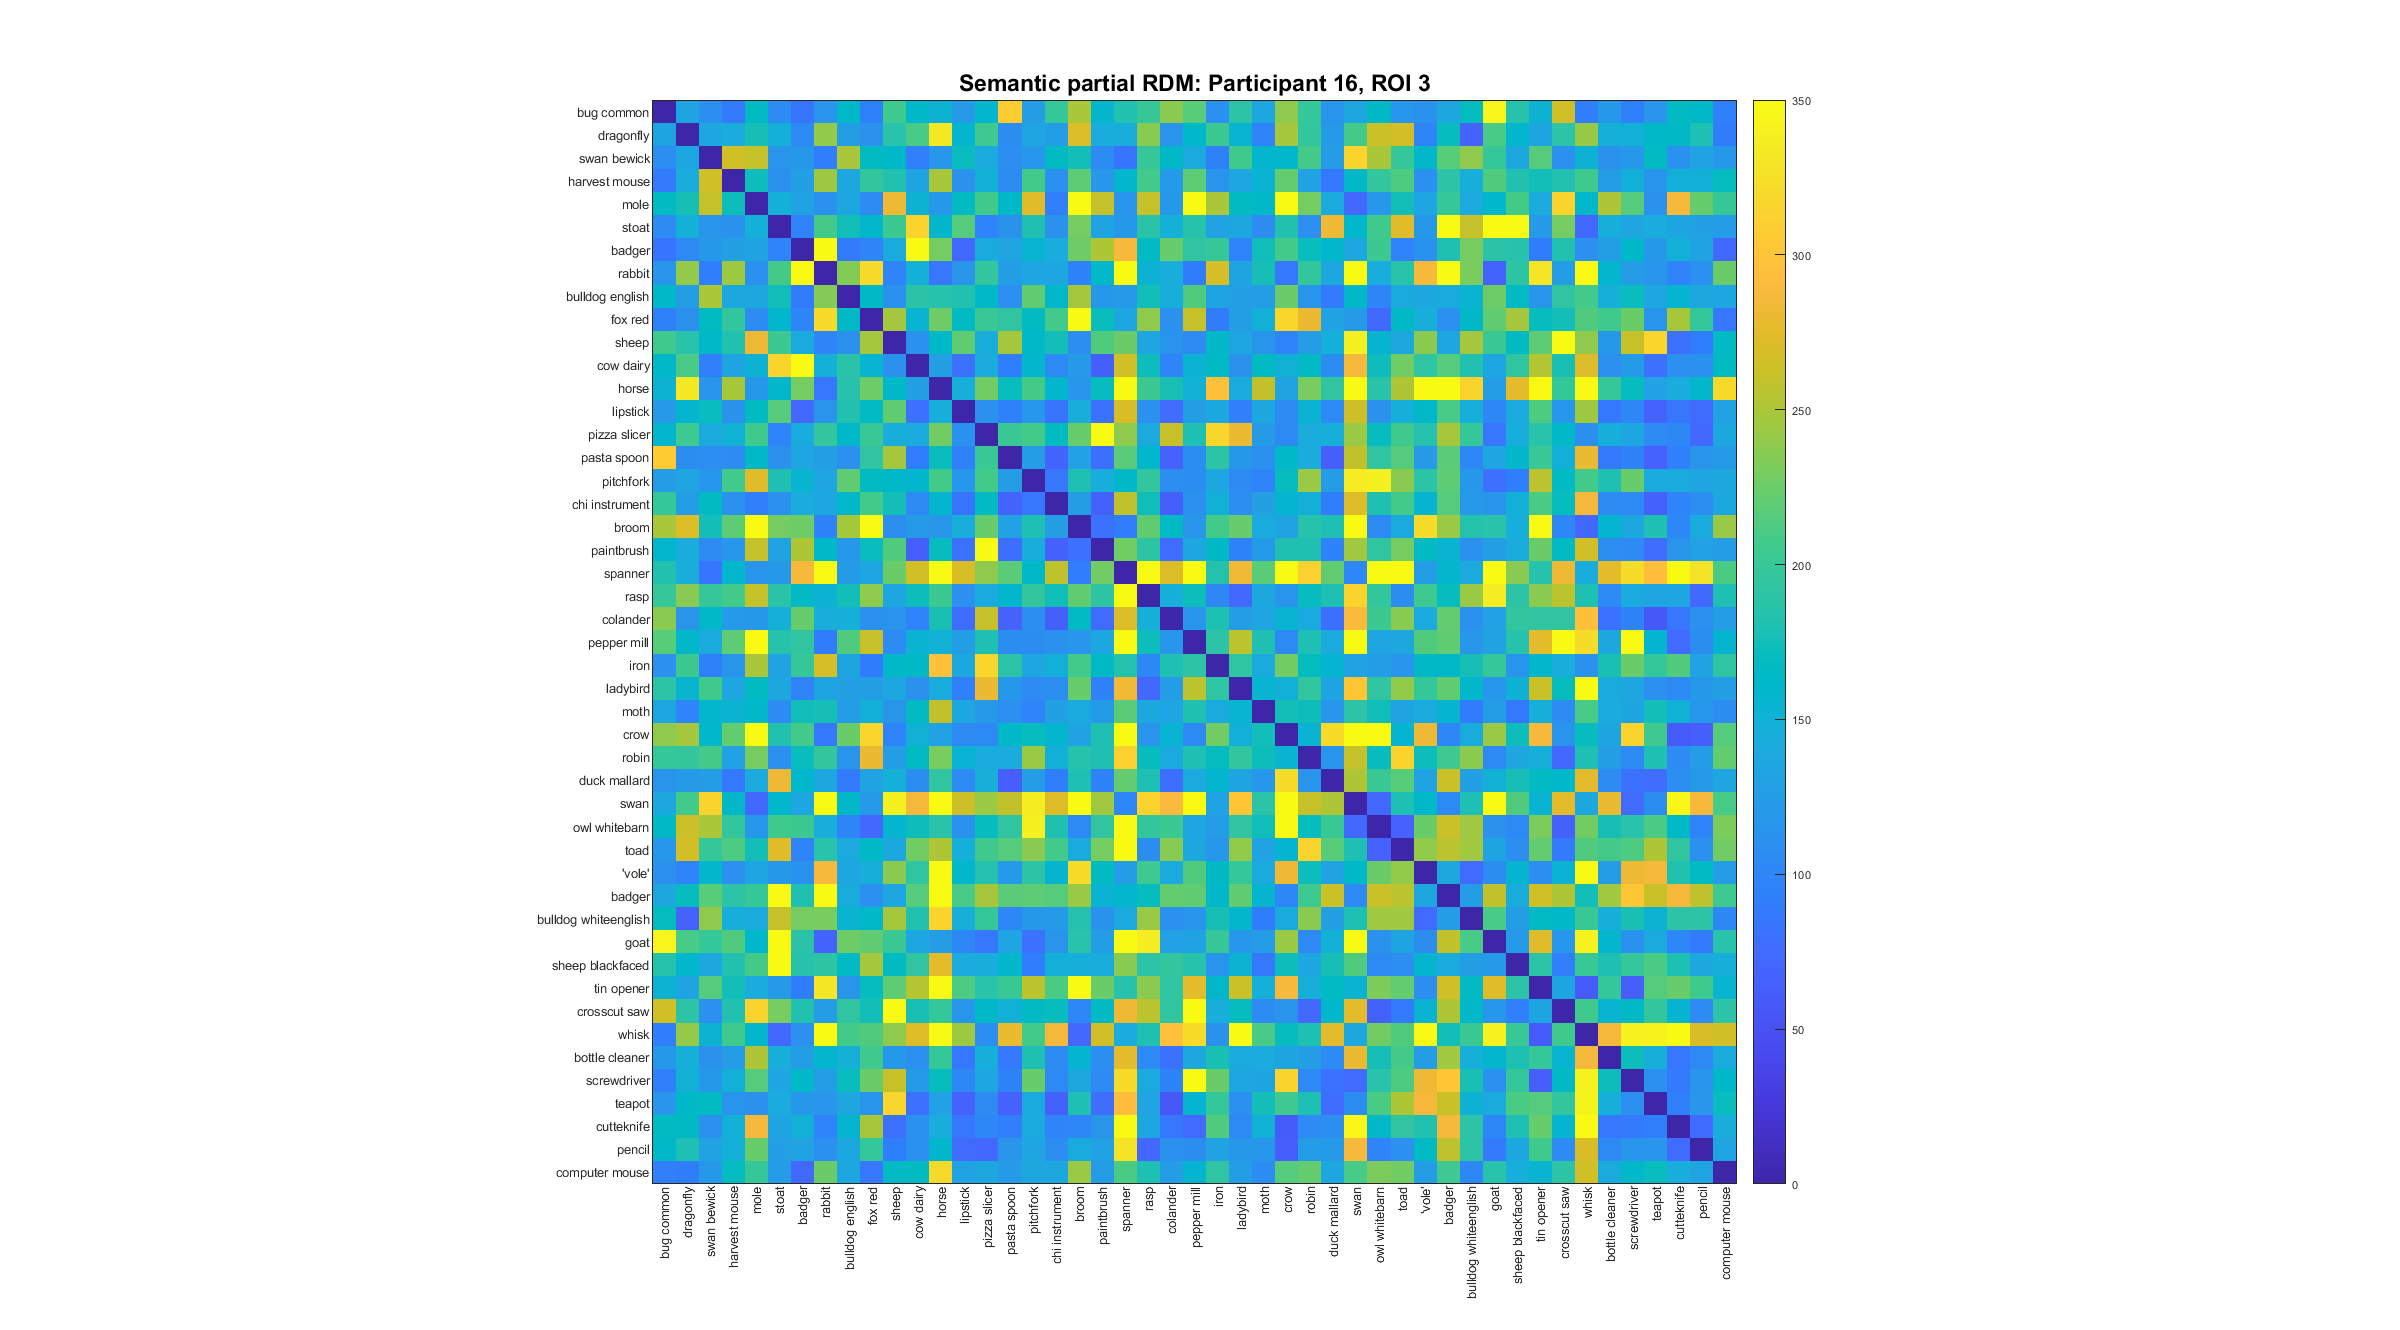 Semantic partial RDM: Participant 16, ROI 3
bug common
dragonfly
swan bewick
harvest mouse
mole
stoat
badger
rabbit
bulldog english
fox red
sheep
cow dairy
horse
lipstick
pizza slicer
pasta spoon
pitchfork
chi instrument
broom
paintbrush
spanner
rasp
colander
pepper mill
iron
ladybird
moth
crow
robin
duck mallard
swan
owl whitebarn
toad
'vole'
badger
bulldog whiteenglish
goat
sheep blackfaced
tin opener
crosscut saw
whisk
bottle cleaner
screwdriver
teapot
cutteknife
pencil
computer mouse
bug common
dragonfly
swan bewick
harvest mouse
mole
stoat
badger
rabbit
bulldog english
fox red
sheep
cow dairy
horse
lipstick
pizza slicer
pasta spoon
pitchfork
chi instrument
broom
paintbrush
spanner
rasp
colander
pepper mill
iron
ladybird
moth
crow
robin
duck mallard
swan
owl whitebarn
toad
'vole'
badger
bulldog whiteenglish
goat
sheep blackfaced
tin opener
crosscut saw
whisk
bottle cleaner
screwdriver
teapot
cutteknife
pencil
computer mouse
350
300
250
200
150
100
50
0